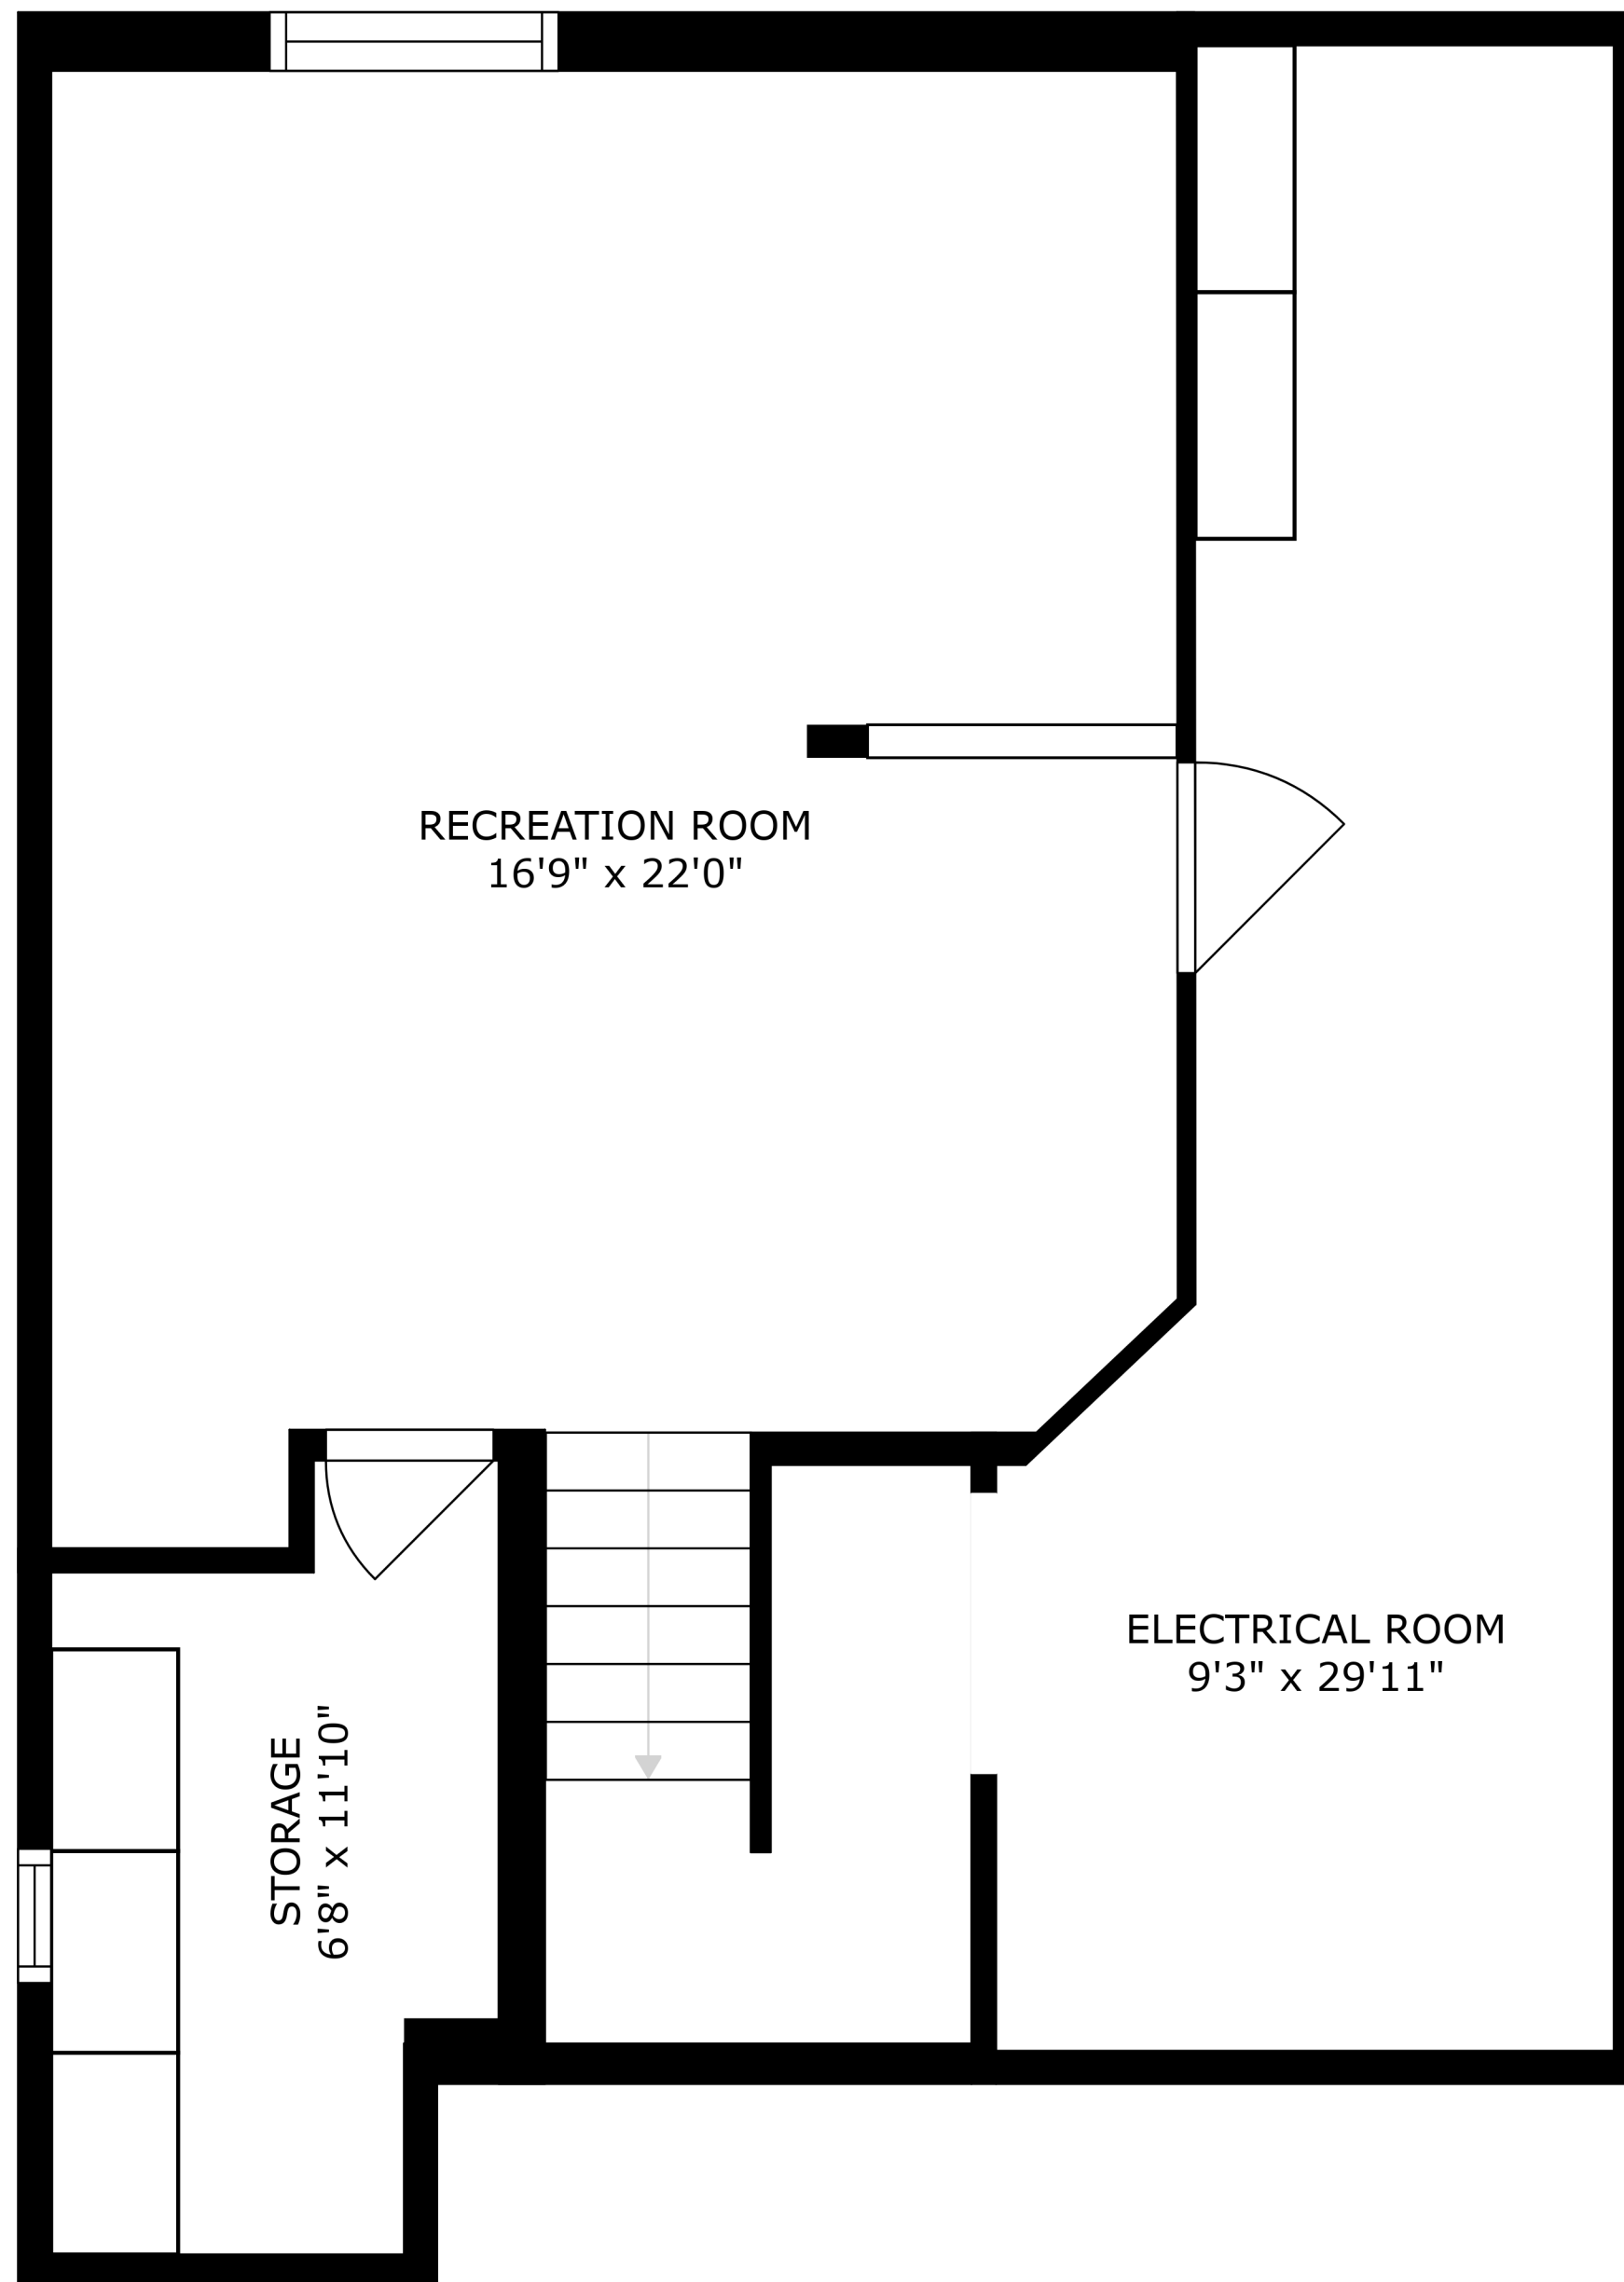 RECREATION ROOM
16'9" x 22'0"
ELECTRICAL ROOM
9'3" x 29'11"
STORAGE
6'8" x 11'10"